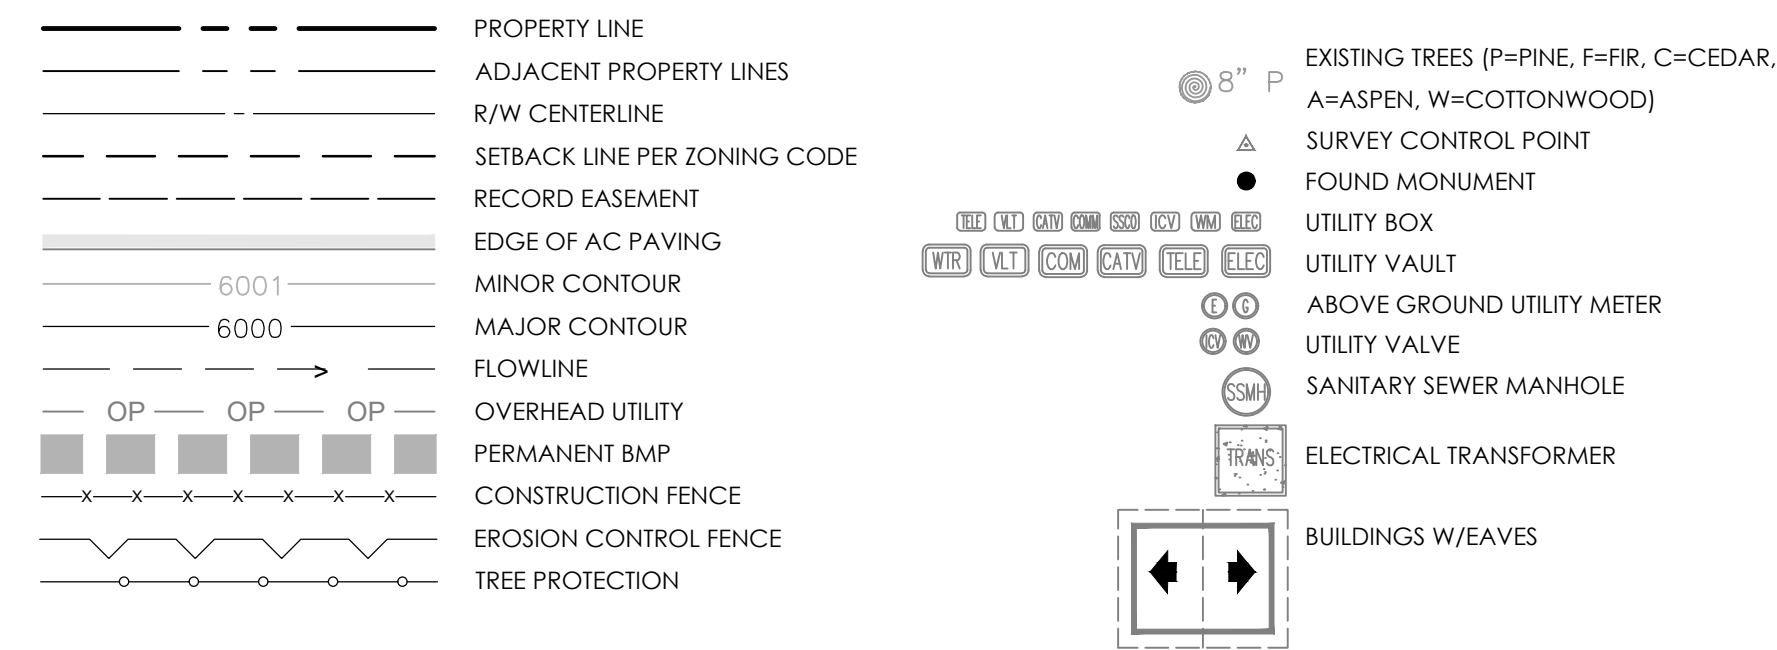 PROPERTY LINE
ADJACENT PROPERTY LINES
R/W CENTERLINE
SETBACK LINE PER ZONING CODE
RECORD EASEMENT
EDGE OF AC PAVING
6001 MINOR CONTOUR
6000 MAJOR CONTOUR
FLOWLINE
OP OP OP OVERHEAD UTILITY
PERMANENT BMP
x x x x x x x CONSTRUCTION FENCE
EROSION CONTROL FENCE
TREE PROTECTION
EXISTING TREES (P=PINE, F=FIR, C=CEDAR,
8” P
A=ASPEN, W=COTTONWOOD)
SURVEY CONTROL POINT
FOUND MONUMENT
TELE VLT CATV COMM SSCO ICV WM ELEC UTILITY BOX
WTR VLT COM CATV TELE ELEC UTILITY VAULT
E G ABOVE GROUND UTILITY METER
ICV WV UTILITY VALVE
SSMH SANITARY SEWER MANHOLE
TRANS ELECTRICAL TRANSFORMER
BUILDINGS W/EAVES